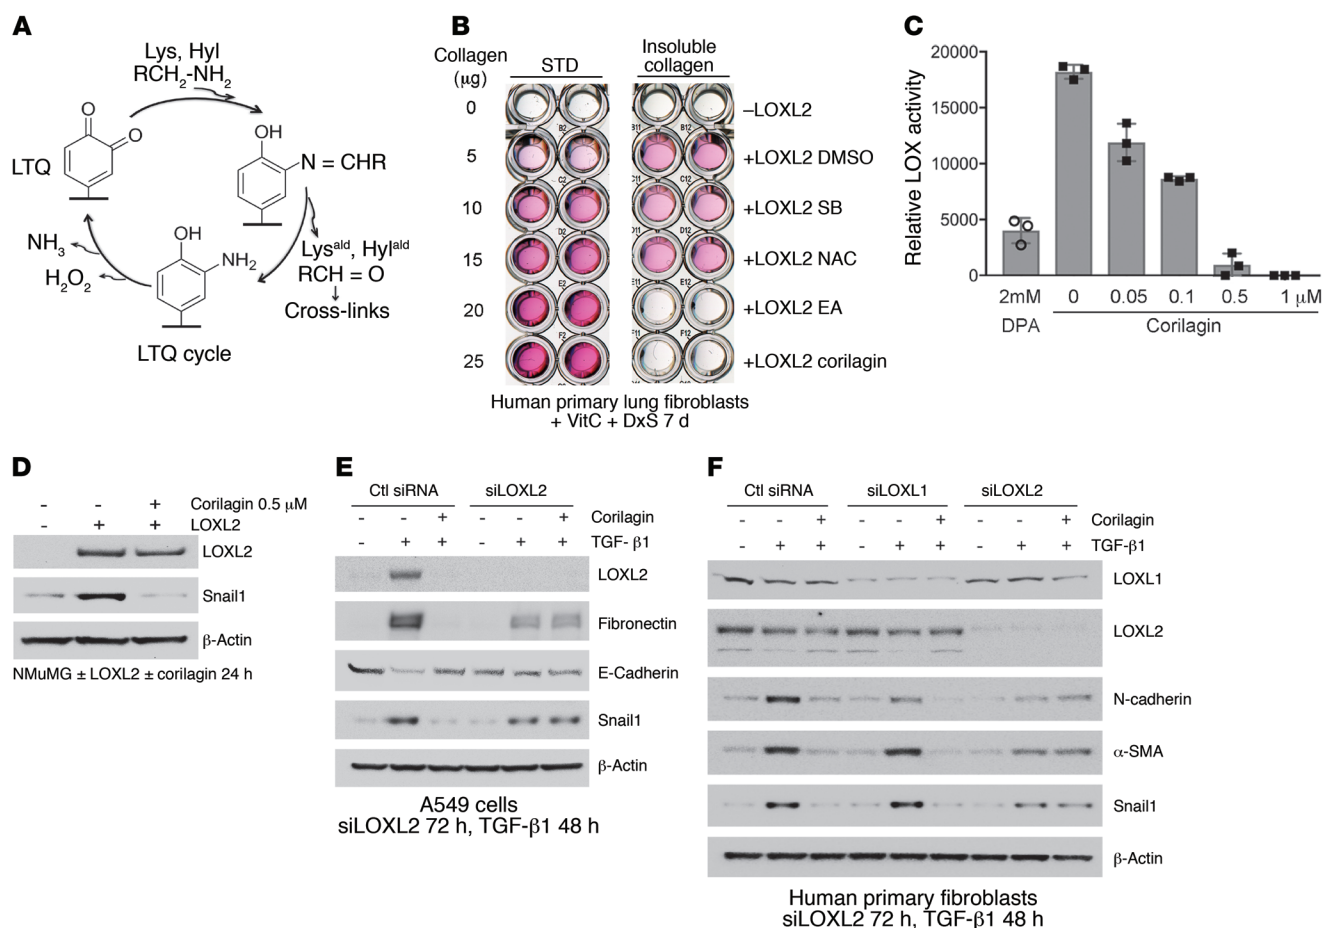 A
Lys, Hyl
RCH₂-NH₂
O
O
LTQ
OH
N = CHR
NH₃
H₂O₂
OH
NH₂
Lysᵃˡᵈ, Hylᵃˡᵈ
RCH = O
Cross-links
LTQ cycle
B
Collagen
(μg)
STD
Insoluble
collagen
0
–LOXL2
5
+LOXL2 DMSO
10
+LOXL2 SB
15
+LOXL2 NAC
20
+LOXL2 EA
25
+LOXL2 corilagin
Human primary lung fibroblasts
+ VitC + DxS 7 d
C
Relative LOX activity
20000
15000
10000
5000
0
2mM 0 0.05 0.1 0.5 1 μM
DPA Corilagin
D
- - + Corilagin 0.5 μM
- + + LOXL2
LOXL2
Snail1
β-Actin
NMuMG ± LOXL2 ± corilagin 24 h
E
Ctl siRNA siLOXL2
- - + - - + Corilagin
- + + - + + TGF- β1
LOXL2
Fibronectin
E-Cadherin
Snail1
β-Actin
A549 cells
siLOXL2 72 h, TGF-β1 48 h
F
Ctl siRNA siLOXL1 siLOXL2
- - + - - + - - + Corilagin
- + + - + + - + + TGF-β1
LOXL1
LOXL2
N-cadherin
α-SMA
Snail1
β-Actin
Human primary fibroblasts
siLOXL2 72 h, TGF-β1 48 h